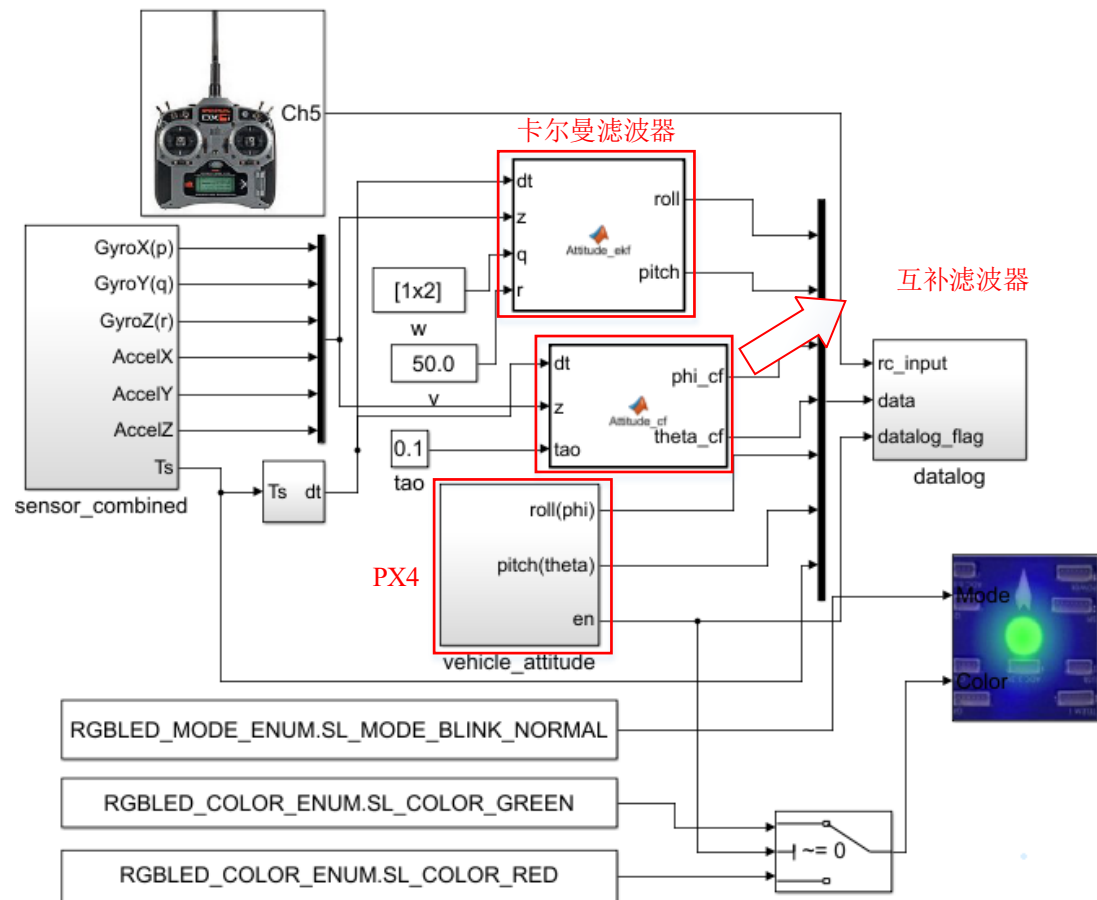 Ch5
卡尔曼滤波器
dt
z
q
r
Attitude_ekf
roll
pitch
互补滤波器
GyroX(p)
GyroY(q)
GyroZ(r)
AccelX
AccelY
AccelZ
Ts
sensor_combined
[1x2]
w
50.0
v
0.1
tao
Ts dt
dt
z
tao
Attitude_cf
phi_cf
theta_cf
rc_input
data
datalog_flag
datalog
PX4
roll(phi)
pitch(theta)
en
vehicle_attitude
Mode
Color
RGBLED_MODE_ENUM.SL_MODE_BLINK_NORMAL
RGBLED_COLOR_ENUM.SL_COLOR_GREEN
RGBLED_COLOR_ENUM.SL_COLOR_RED
~= 0